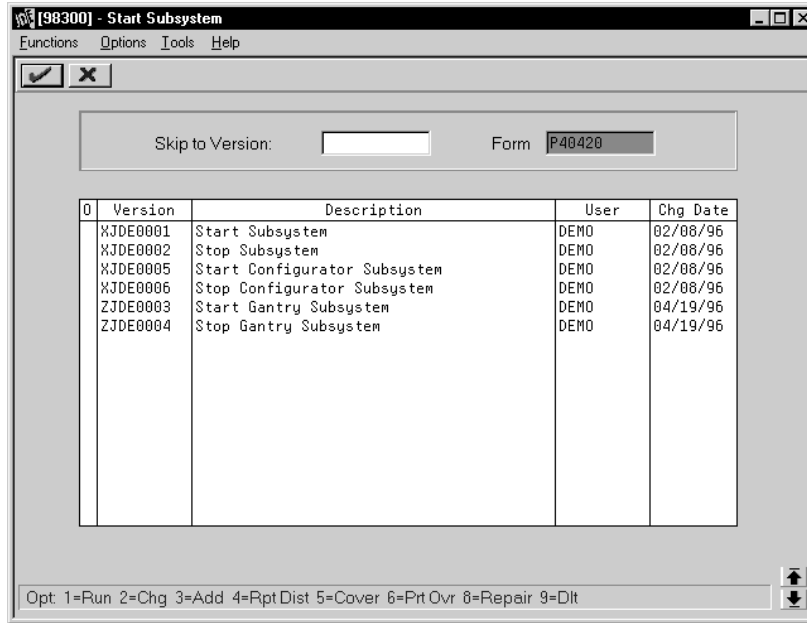 [98300] - Start Subsystem
Functions Options Tools Help
Skip to Version: Form P40420
O Version Description User Chg Date
XJDE0001 Start Subsystem DEMO 02/08/96
XJDE0002 Stop Subsystem DEMO 02/08/96
XJDE0005 Start Configurator Subsystem DEMO 02/08/96
XJDE0006 Stop Configurator Subsystem DEMO 02/08/96
ZJDE0003 Start Gantry Subsystem DEMO 04/19/96
ZJDE0004 Stop Gantry Subsystem DEMO 04/19/96
Opt: 1=Run 2=Chg 3=Add 4=Rpt Dist 5=Cover 6=Prt Ovr 8=Repair 9=Dlt